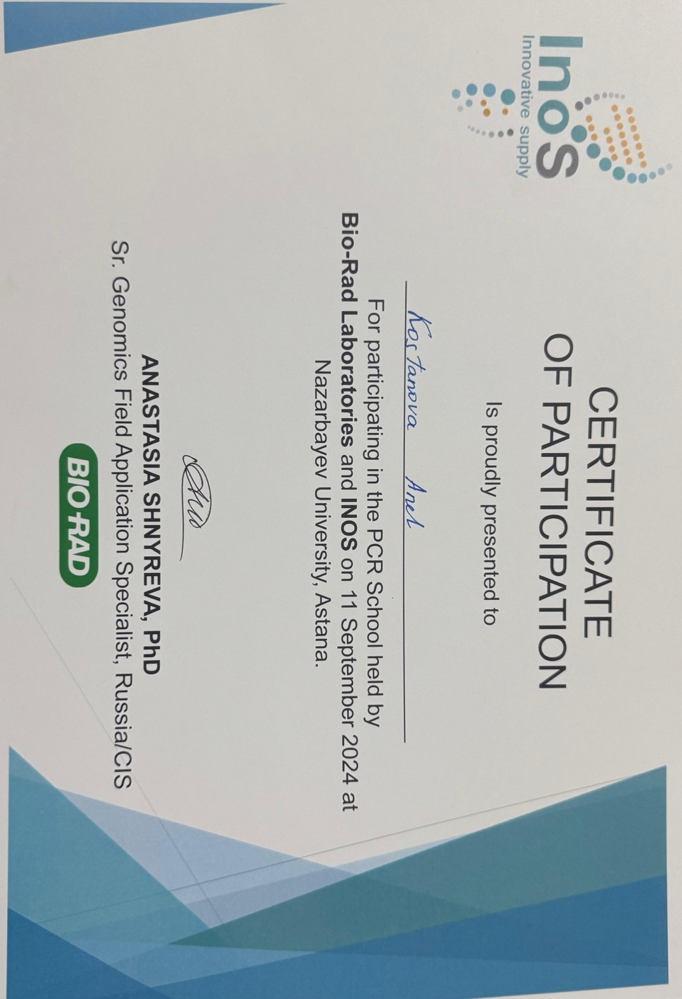 InoS
Innovative supply
CERTIFICATE
OF PARTICIPATION
Is proudly presented to
Kostanova Anel
For participating in the PCR School held by
Bio-Rad Laboratories and INOS on 11 September 2024 at
Nazarbayev University, Astana.
ANASTASIA SHNYREVA, PhD
Sr. Genomics Field Application Specialist, Russia/CIS
BIO-RAD